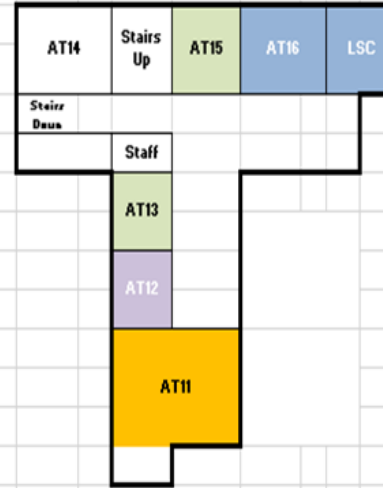 AT14
Stairs
Up
AT15
AT16
LSC
Stairs
Down
Staff
AT13
AT12
AT11